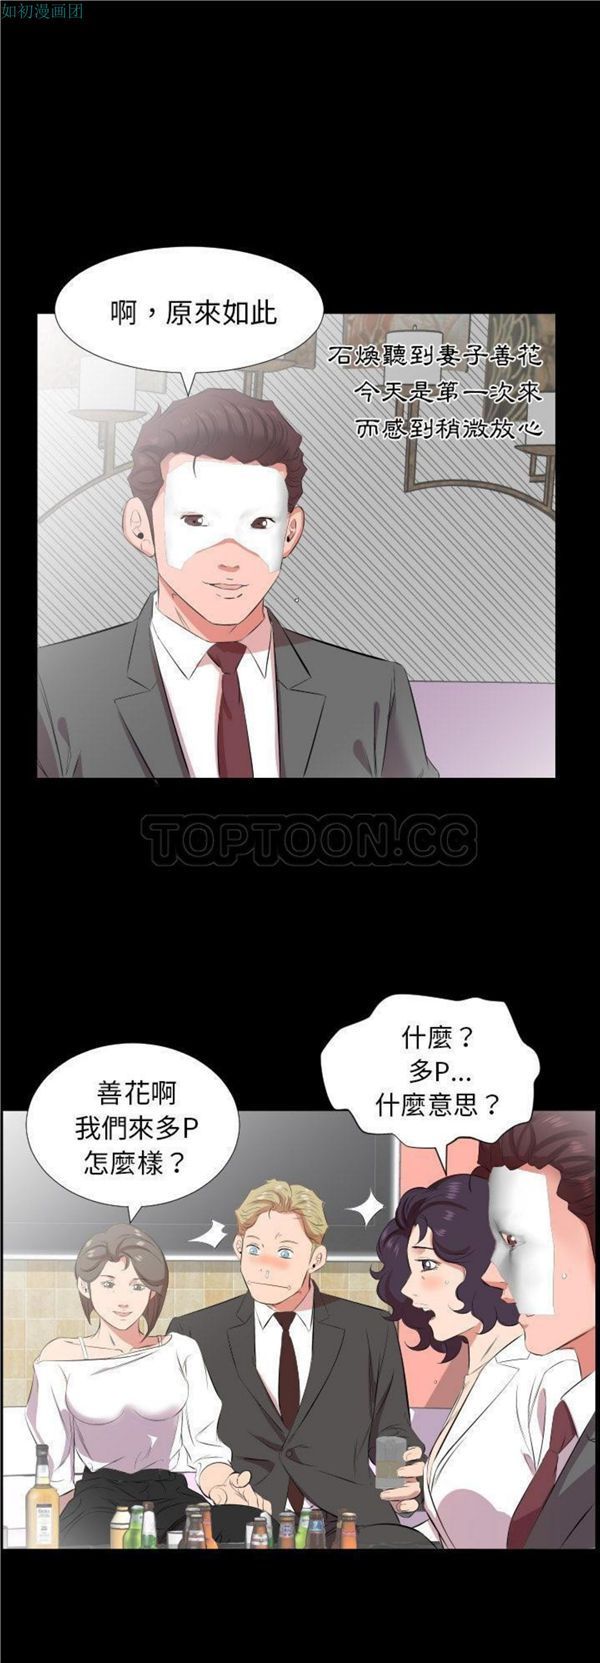 如初漫画团
啊，原來如此
石煥聽到妻子善花
今天是第一次來
而感到稍微放心
TOPTOON.CC
什麼？
多P...
什麼意思？
善花啊
我們來多P
怎麼樣？